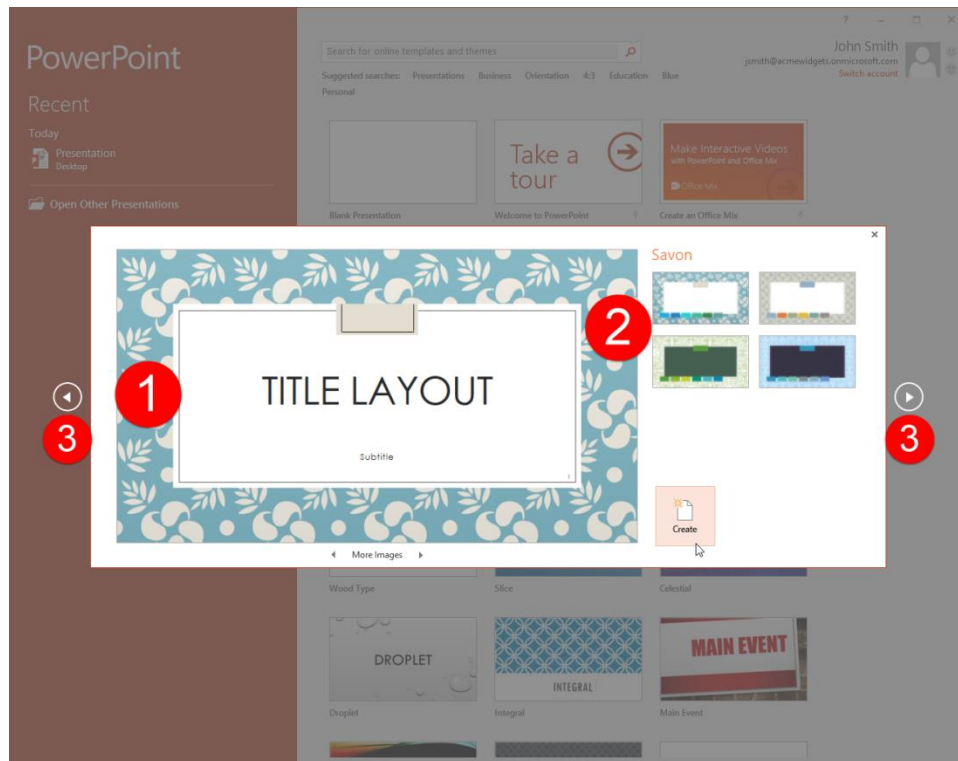 ?
PowerPoint
John Smith
jsmith@acmewidgets.onmicrosoft.com
Switch account
Search for online templates and themes
Suggested searches: Presentations Business Orientation 4:3 Education Blue
Personal
Recent
Today
Presentation
Desktop
Open Other Presentations
Take a
tour
Make Interactive Videos
with PowerPoint and Office Mix
Office Mix
Blank Presentation
Welcome to PowerPoint
Create an Office Mix
Savon
1
2
3
3
TITLE LAYOUT
Subtitle
More Images
Create
Wood Type
Slice
Celestial
DROPLET
INTEGRAL
MAIN EVENT
Droplet
Integral
Main Event